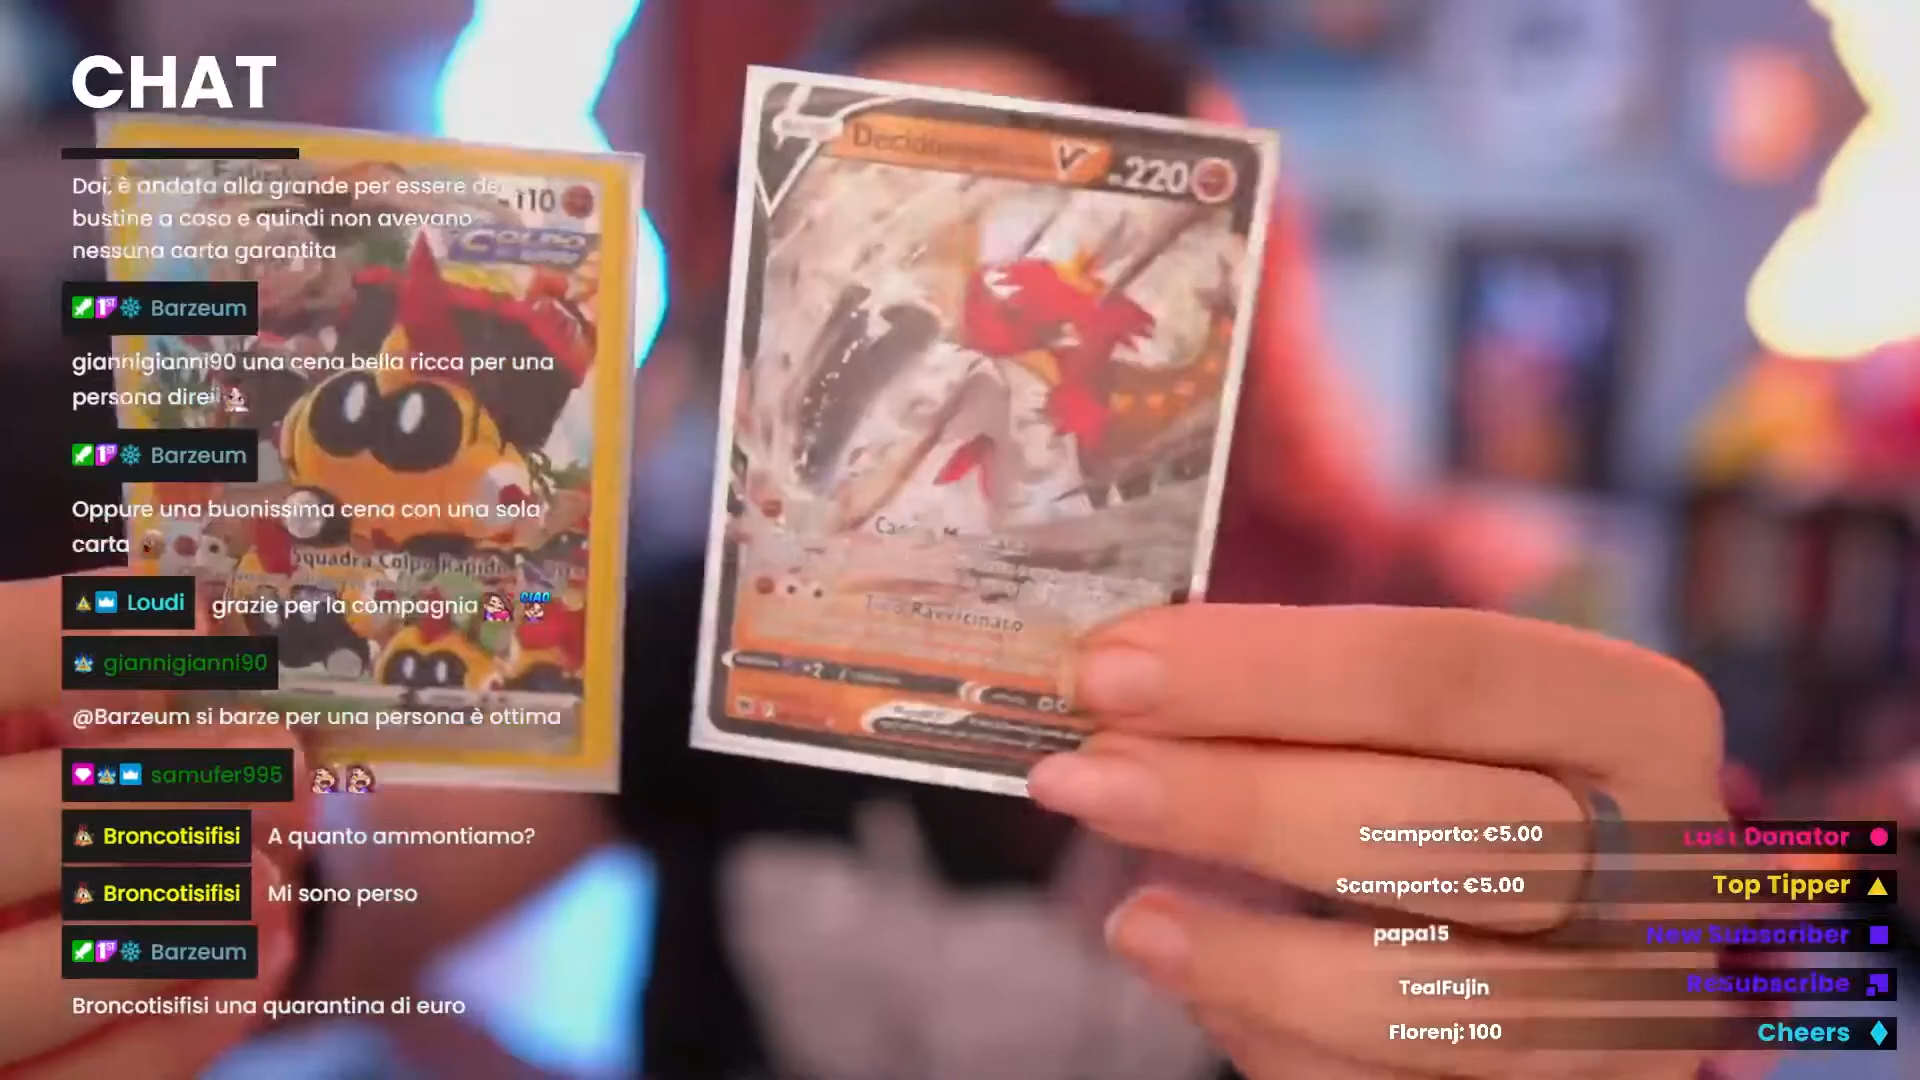 CHAT
Dai, è andata alla grande per essere de
bustine a caso e quindi non avevano
nessuna carta garantita
Barzeum
giannigianni90 una cena bella ricca per una
persona direi
Barzeum
Oppure una buonissima cena con una sola
carta
Loudi grazie per la compagnia CIAO
giannigianni90
@Barzeum si barze per una persona è ottima
samufer995
Broncotisifisi A quanto ammontiamo?
Broncotisifisi Mi sono perso
Barzeum
Broncotisifisi una quarantina di euro
110
COLPO
Squadra Colpo Rapido
V 220
Ravvicinato
×2
Scamporto: €5.00 Last Donator
Scamporto: €5.00 Top Tipper
papa15 New Subscriber
TealFujin ReSubscribe
Florenj: 100 Cheers